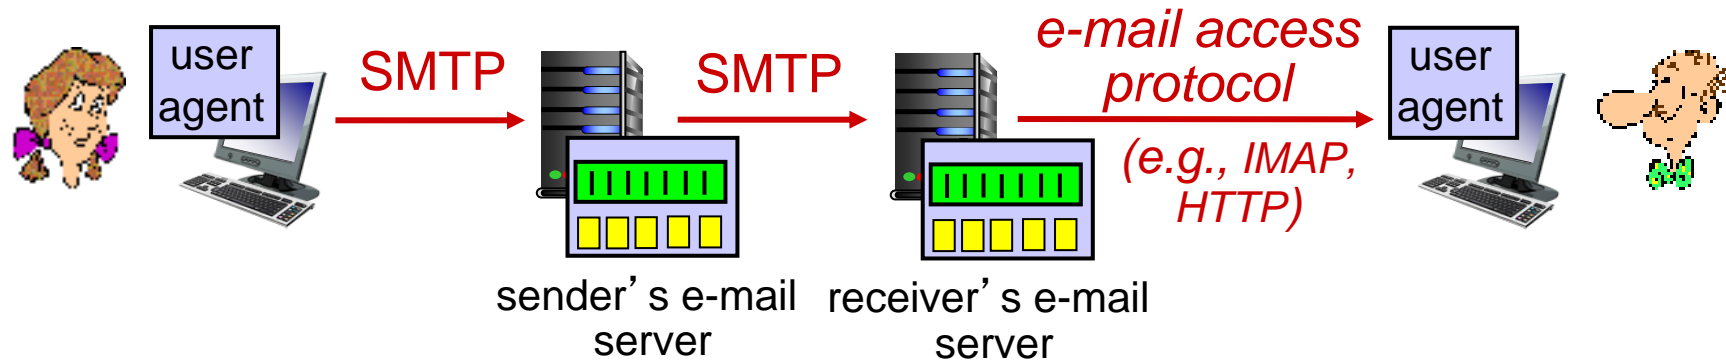 user
agent
SMTP
SMTP
e-mail access
protocol
(e.g., IMAP,
HTTP)
user
agent
sender’s e-mail
server
receiver’s e-mail
server